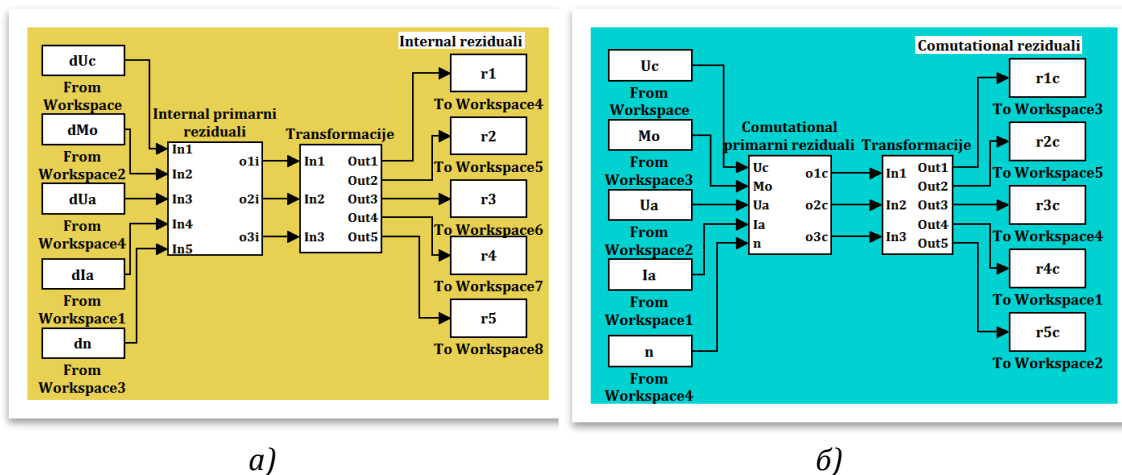 Internal reziduali
dUc
From
Workspace
dMo
From
Workspace2
dUa
From
Workspace4
dIa
From
Workspace1
dn
From
Workspace3
Internal primarni
reziduali
In1
In2
In3
In4
In5
o1i
o2i
o3i
Transformacije
In1
In2
In3
Out1
Out2
Out3
Out4
Out5
r1
To Workspace4
r2
To Workspace5
r3
To Workspace6
r4
To Workspace7
r5
To Workspace8
a)
Comutational reziduali
Uc
From
Workspace
Mo
From
Workspace3
Ua
From
Workspace2
Ia
From
Workspace1
n
From
Workspace4
Comutational
primarni reziduali
Uc
Mo
Ua
Ia
n
o1c
o2c
o3c
Transformacije
In1
In2
In3
Out1
Out2
Out3
Out4
Out5
r1c
To Workspace3
r2c
To Workspace5
r3c
To Workspace4
r4c
To Workspace1
r5c
To Workspace2
б)